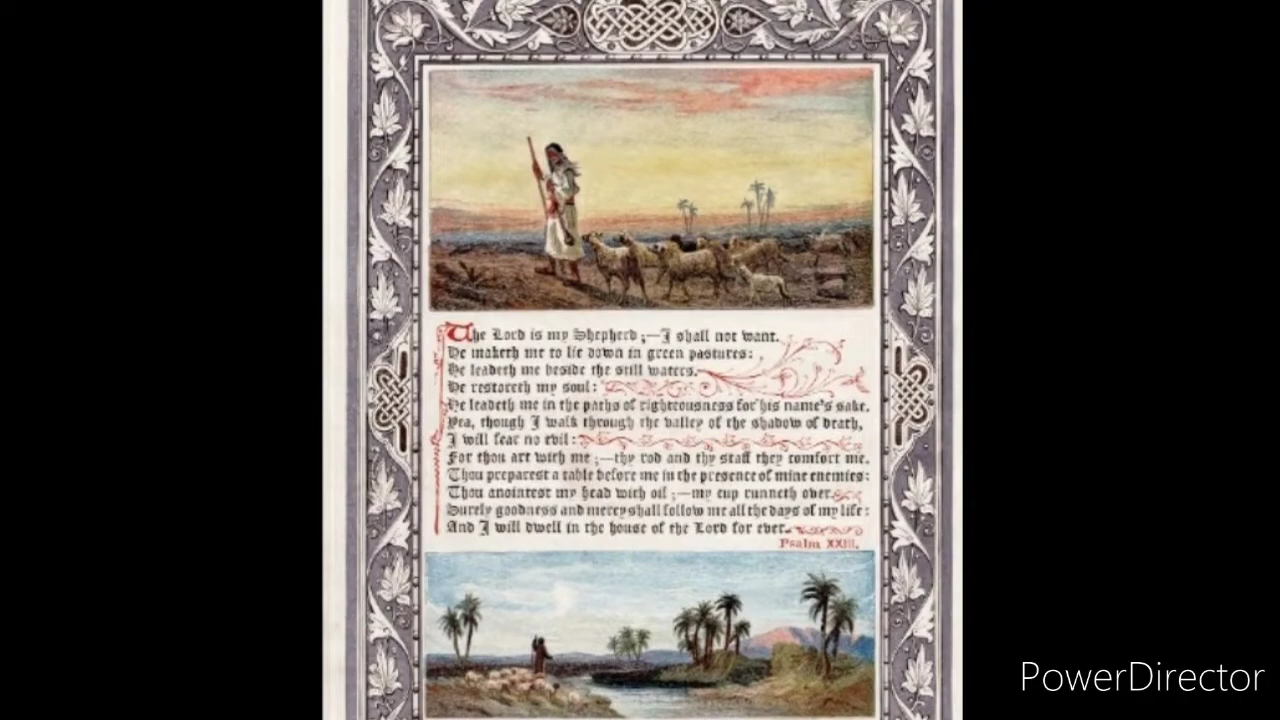 The Lord is my Shepherd;—I shall not want.
He maketh me to lie down in green pastures:
He leadeth me beside the still waters.
He restoreth my soul:
He leadeth me in the paths of righteousness for his name's sake.
Yea, though I walk through the valley of the shadow of death,
I will fear no evil:
For thou art with me;—thy rod and thy staff they comfort me.
Thou preparest a table before me in the presence of mine enemies:
Thou anointest my head with oil;—my cup runneth over.
Surely goodness and mercy shall follow me all the days of my life:
And I will dwell in the house of the Lord for ever.
Psalm XXIII.
PowerDirector